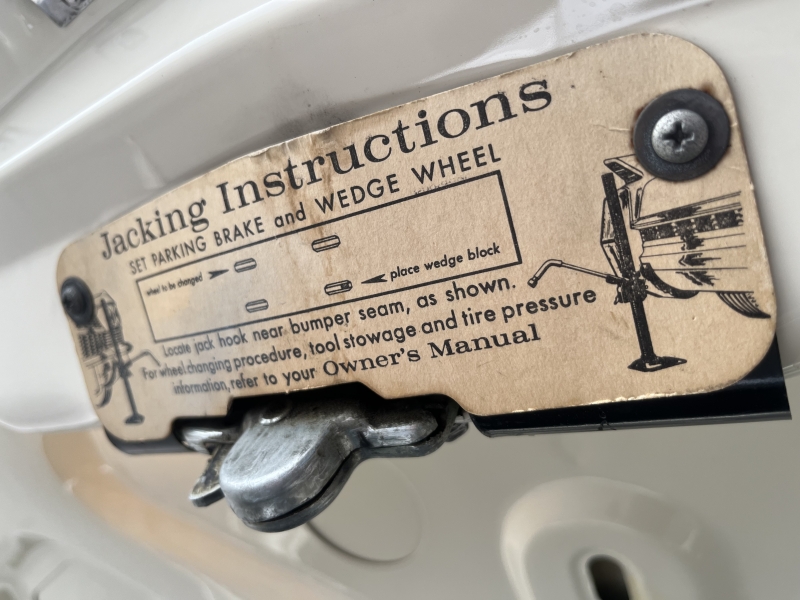 Jacking Instructions
SET PARKING BRAKE and WEDGE WHEEL
wheel to be changed
place wedge block
Locate jack hook near bumper seam, as shown.
For wheel changing procedure, tool stowage and tire pressure
information, refer to your Owner's Manual